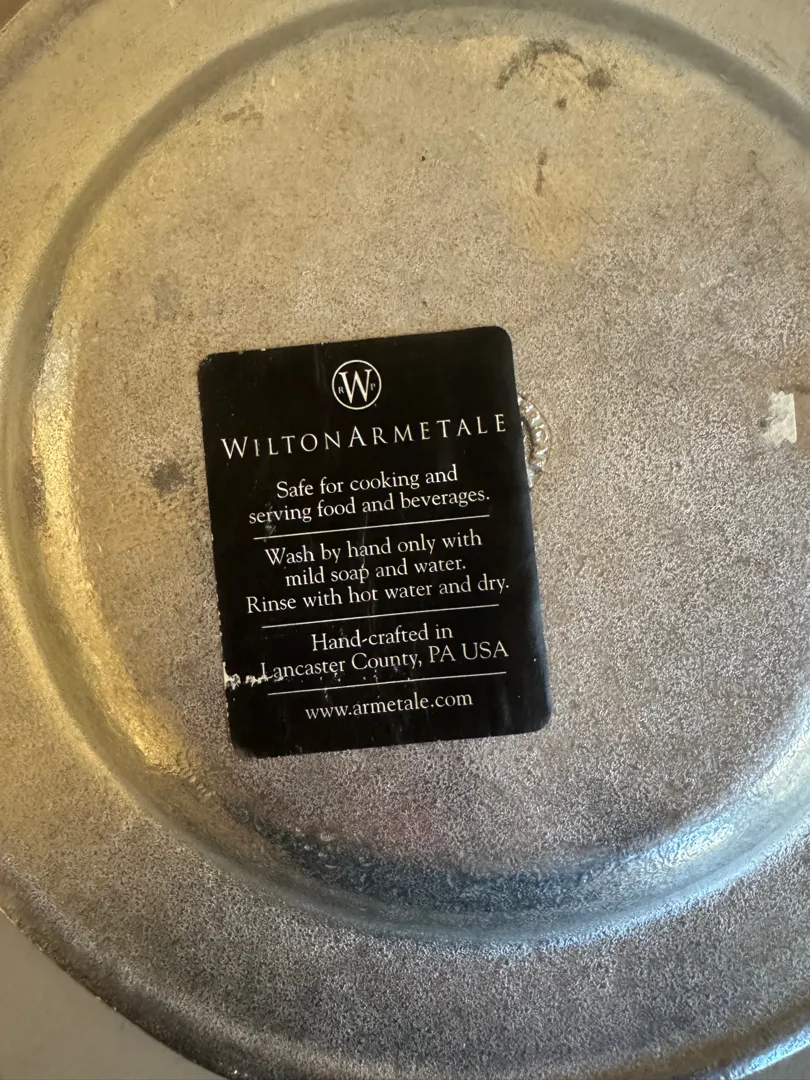 R W P
WILTONARMETALE
Safe for cooking and
serving food and beverages.
Wash by hand only with
mild soap and water.
Rinse with hot water and dry.
Hand-crafted in
Lancaster County, PA USA
www.armetale.com